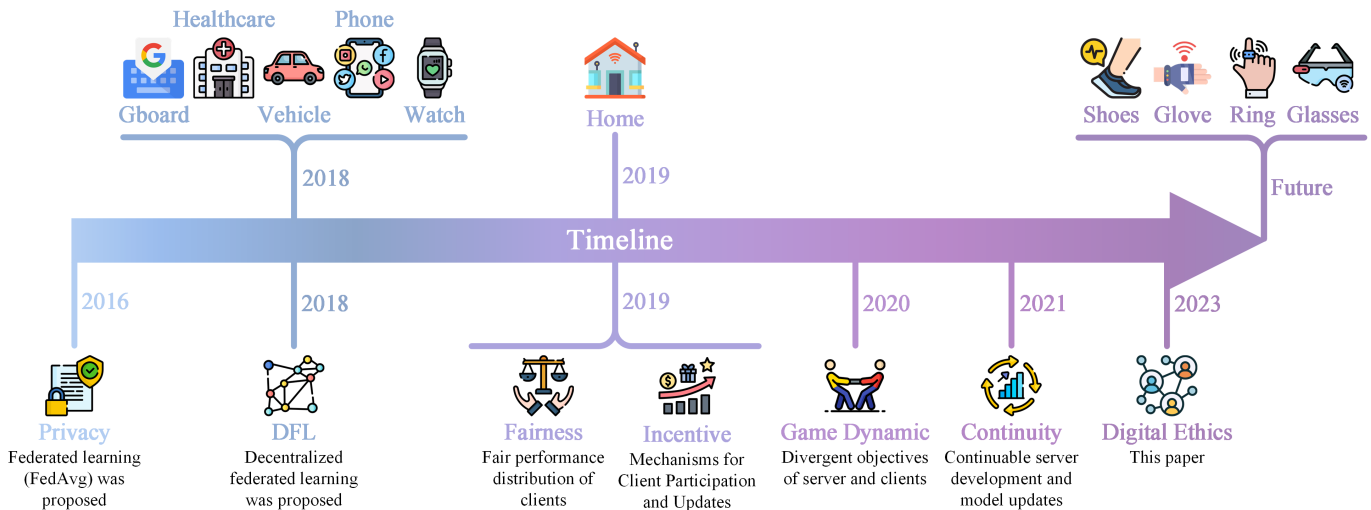 Healthcare
Phone
Gboard
Vehicle
Watch
Home
Shoes
Glove
Ring
Glasses
2018
2019
Future
Timeline
2016
2018
2019
2020
2021
2023
Privacy
Federated learning
(FedAvg) was
proposed
DFL
Decentralized
federated learning
was proposed
Fairness
Fair performance
distribution of
clients
Incentive
Mechanisms for
Client Participation
and Updates
Game Dynamic
Divergent objectives
of server and clients
Continuity
Continuable server
development and
model updates
Digital Ethics
This paper